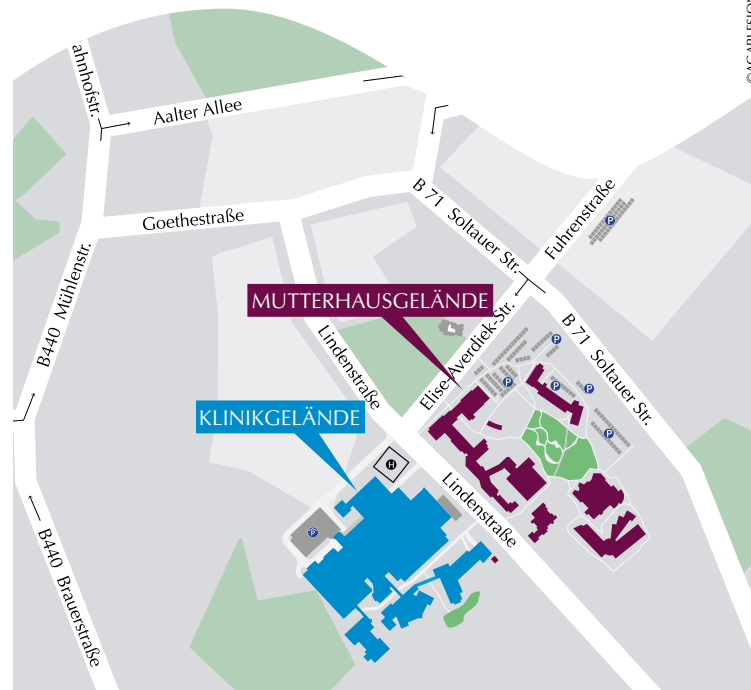 ©AGAPLESION
ahnhofstr.
Aalter Allee
Goethestraße
B 71 Soltauer Str.
Fuhrenstraße
P
B440 Mühlenstr.
MUTTERHAUSGELÄNDE
Elise-Averdiek-Str.
B 71 Soltauer Str.
Lindenstraße
P
P
P
P
P
KLINIKGELÄNDE
H
Lindenstraße
P
B440 Brauerstraße